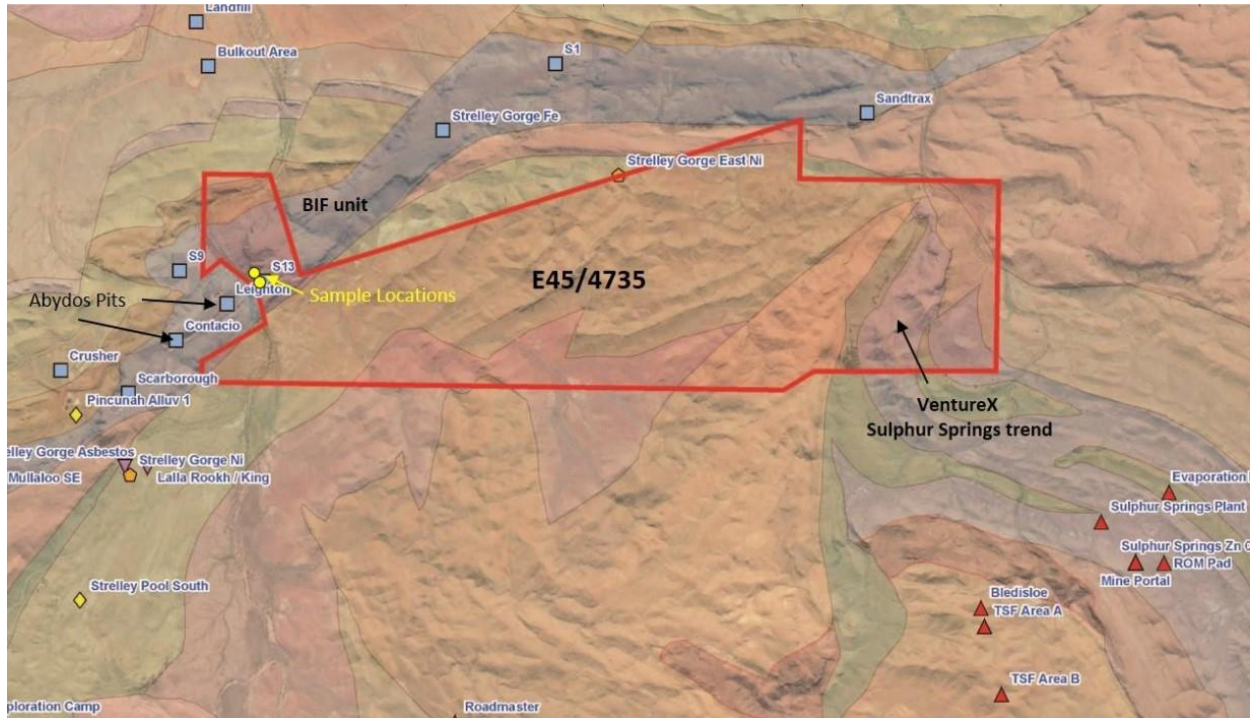 Landfill
Bulkout Area
S1
Sandtrax
Strelley Gorge Fe
Strelley Gorge East Ni
BIF unit
S9
S13
E45/4735
Sample Locations
Leighton
Abydos Pits
Contacio
Crusher
Scarborough
Pincunah Alluv 1
VentureX
Sulphur Springs trend
elley Gorge Asbestos
Strelley Gorge Ni
Mullaloo SE
Lalla Rookh / King
Evaporation
Sulphur Springs Plant
Sulphur Springs Zn
ROM Pad
Mine Portal
Strelley Pool South
Bledisloe
TSF Area A
TSF Area B
ploration Camp
Roadmaster